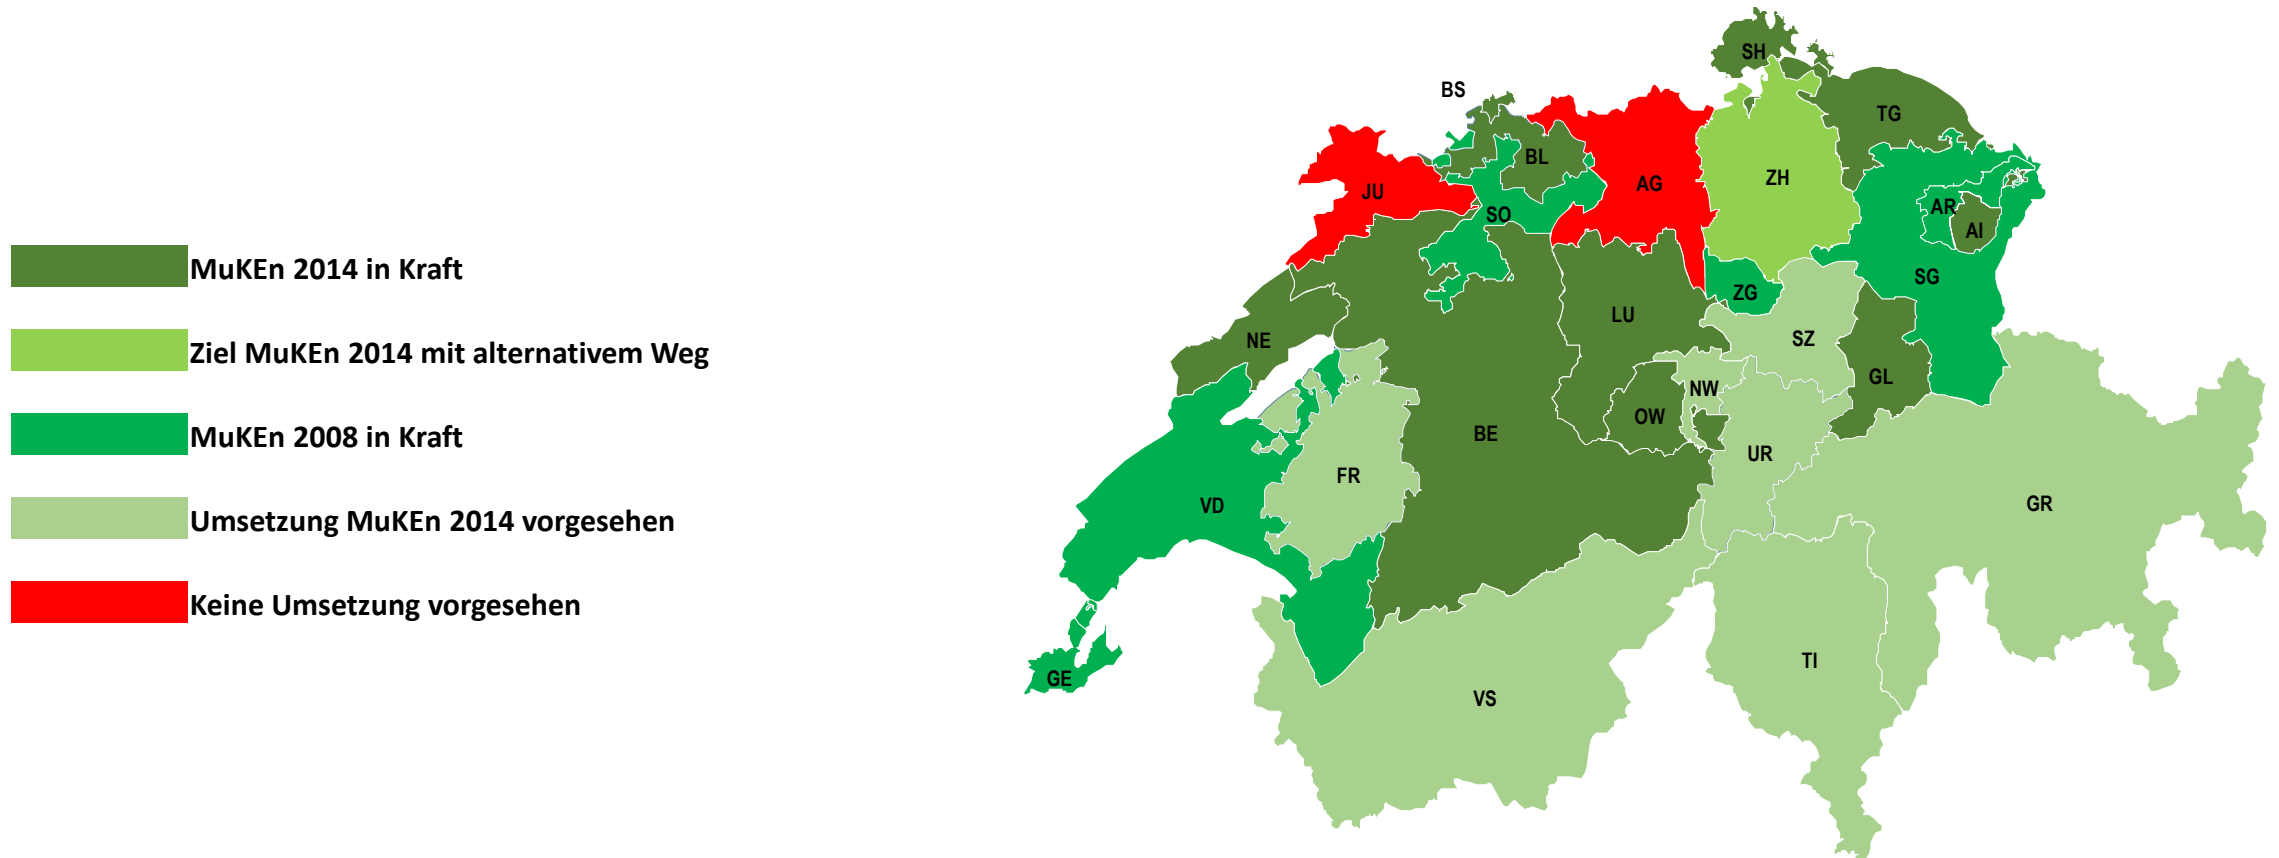 MuKEn 2014 in Kraft
Ziel MuKEn 2014 mit alternativem Weg
MuKEn 2008 in Kraft
Umsetzung MuKEn 2014 vorgesehen
Keine Umsetzung vorgesehen
SH
BS
TG
BL
JU
AG
ZH
SO
AR
AI
SG
ZG
LU
NE
SZ
GL
NW
OW
BE
UR
FR
VD
GR
TI
GE
VS